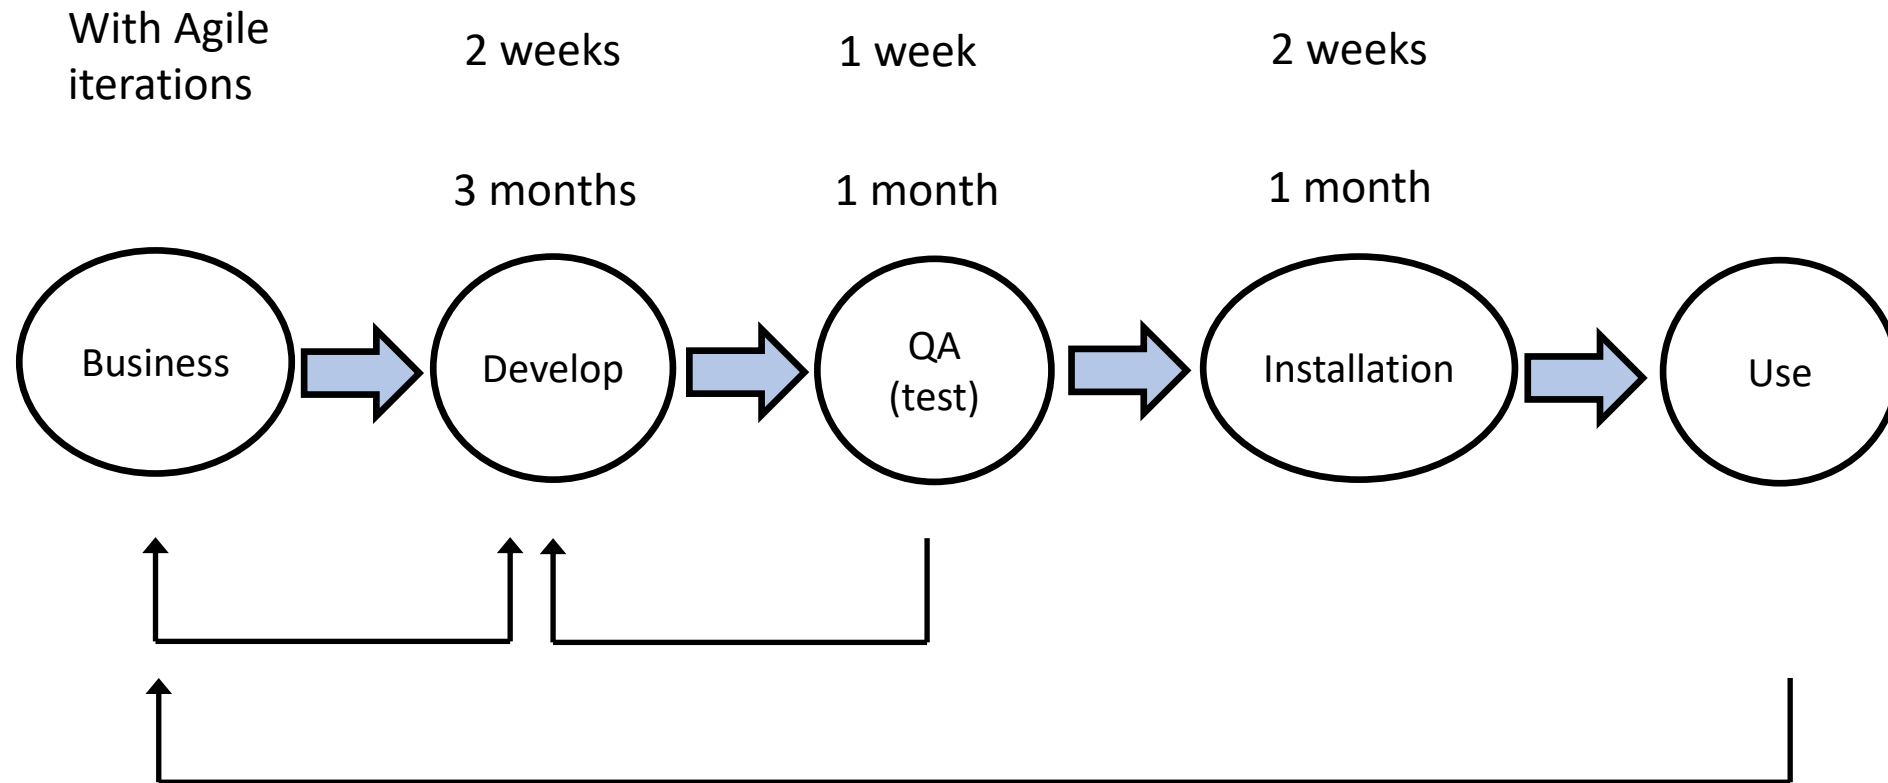 With Agile
iterations
2 weeks
1 week
2 weeks
3 months
1 month
1 month
Business
Develop
QA
(test)
Installation
Use